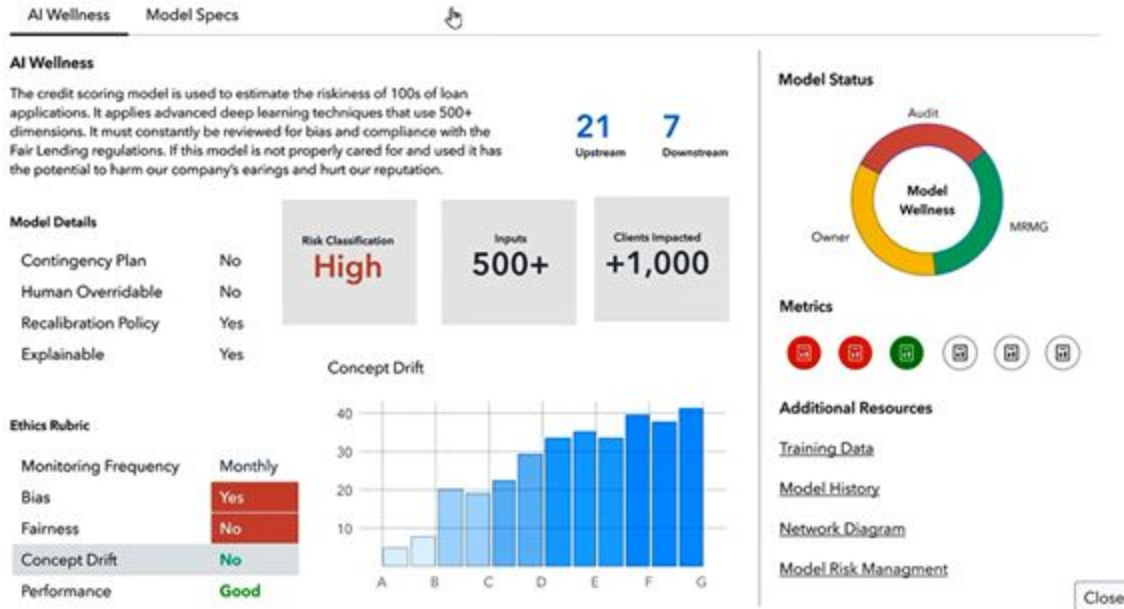 AI Wellness
Model Specs
AI Wellness
The credit scoring model is used to estimate the riskiness of 100s of loan
applications. It applies advanced deep learning techniques that use 500+
dimensions. It must constantly be reviewed for bias and compliance with the
Fair Lending regulations. If this model is not properly cared for and used it has
the potential to harm our company's earings and hurt our reputation.
21
Upstream
7
Downstream
Model Details
Contingency Plan No
Human Overridable No
Recalibration Policy Yes
Explainable Yes
Risk Classification
High
Inputs
500+
Clients Impacted
+1,000
Ethics Rubric
Monitoring Frequency Monthly
Bias Yes
Fairness No
Concept Drift No
Performance Good
Concept Drift
40
30
20
10
A B C D E F G
Model Status
Audit
Model
Wellness
Owner
MRMG
Metrics
Additional Resources
Training Data
Model History
Network Diagram
Model Risk Managment
Close